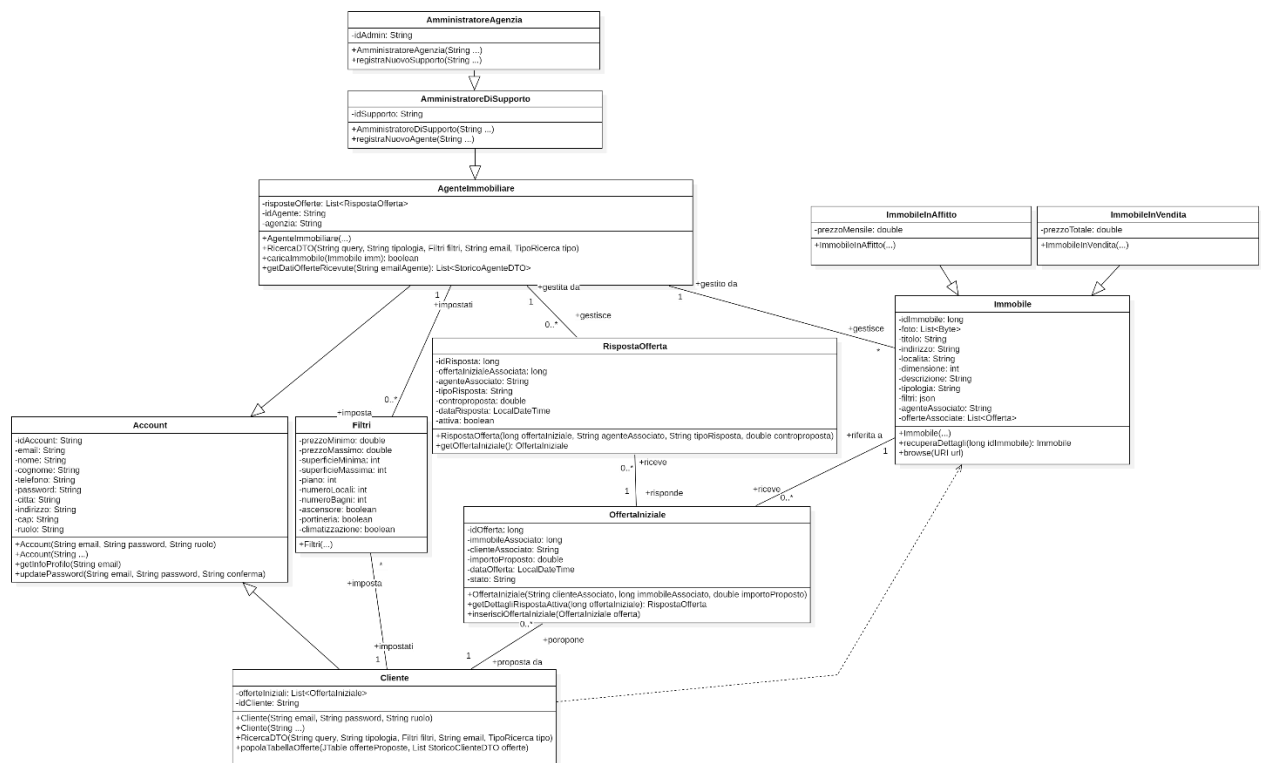 AmministratoreAgenzia
-idAdmin: String
+AmministratoreAgenzia(String ...)
+registraNuovoSupporto(String ...)
AmministratoreDiSupporto
-idSupporto: String
+AmministratoreDiSupporto(String ...)
+registraNuovoAgente(String ...)
AgenteImmobiliare
-risposteOfferte: List<RispostaOfferta>
-idAgente: String
-agenzia: String
+AgenteImmobiliare(...)
+RicercaDTO(String query, String tipologia, Filtri filtri, String email, TipoRicerca tipo)
+caricaImmobile(Immobile imm): boolean
+getDatiOfferteRicevute(String emailAgente): List<StoricoAgenteDTO>
ImmobileInAffitto
-prezzoMensile: double
+ImmobileInAffitto(...)
ImmobileInVendita
-prezzoTotale: double
+ImmobileInVendita(...)
1
+impostati
+gestita da
1
+gestisce
0..*
+gestito da
1
+gestisce
*
Immobile
-idImmobile: long
-foto: List<Byte>
-titolo: String
-indirizzo: String
-localita: String
-dimensione: int
-descrizione: String
-tipologia: String
-filtri: json
-agenteAssociato: String
-offerteAssociate: List<Offerta>
+Immobile(...)
+recuperaDettagli(long idImmobile): Immobile
+browse(URI url)
RispostaOfferta
-idRisposta: long
-offertaInizialeAssociata: long
-agenteAssociato: String
-tipoRisposta: String
-controproposta: double
-dataRisposta: LocalDateTime
-attiva: boolean
+RispostaOfferta(long offertaIniziale, String agenteAssociato, String tipoRisposta, double controproposta)
+getOffertaIniziale(): OffertaIniziale
0..*
+imposta
Account
-idAccount: String
-email: String
-nome: String
-cognome: String
-telefono: String
-password: String
-citta: String
-indirizzo: String
-cap: String
-ruolo: String
+Account(String email, String password, String ruolo)
+Account(String ...)
+getInfoProfilo(String email)
+updatePassword(String email, String password, String conferma)
Filtri
-prezzoMinimo: double
-prezzoMassimo: double
-superficieMinima: int
-superficieMassima: int
-piano: int
-numeroLocali: int
-numeroBagni: int
-ascensore: boolean
-portineria: boolean
-climatizzazione: boolean
+Filtri(...)
+riferita a
1
+riceve
0..*
1
+risponde
+riceve
0..*
OffertaIniziale
-idOfferta: long
-immobileAssociato: long
-clienteAssociato: String
-importoProposto: double
-dataOfferta: LocalDateTime
-stato: String
+OffertaIniziale(String clienteAssociato, long immobileAssociato, double importoProposto)
+getDettagliRispostaAttiva(long offertaIniziale): RispostaOfferta
+inserisciOffertaIniziale(OffertaIniziale offerta)
*
+imposta
+impostati
1
0..*
+poropone
1
+proposta da
Cliente
-offerteIniziali: List<OffertaIniziale>
-idCliente: String
+Cliente(String email, String password, String ruolo)
+Cliente(String ...)
+RicercaDTO(String query, String tipologia, Filtri filtri, String email, TipoRicerca tipo)
+popolaTabellaOfferte(JTable offerteProposte, List StoricoClienteDTO offerte)